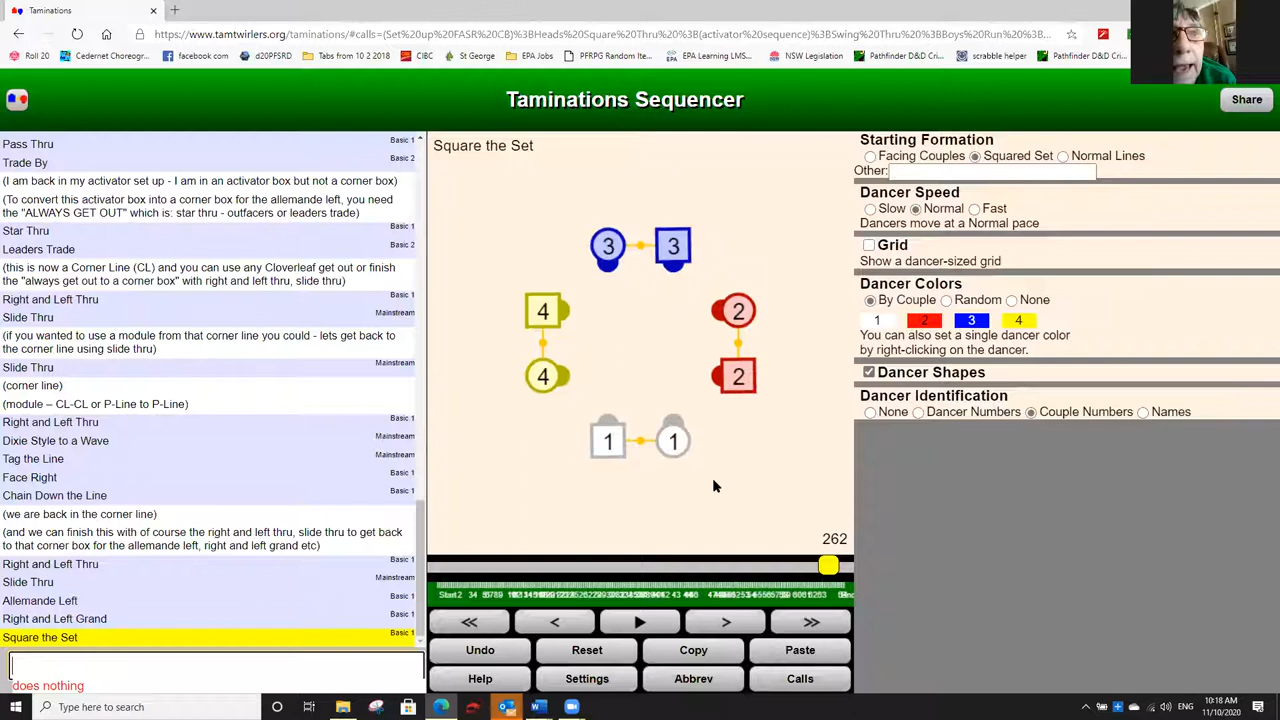 Taminations
https://www.tamtwirlers.org/taminations/#calls=(Set%20up%20FASR%20CB)%3BHeads%20Square%20Thru%20%3B(activator%20sequence)%3BSwing%20Thru%20%3BBoys%20Run%20%3...
Roll 20
Cedernet Choreogr...
facebook.com
d20PFSRD
Tabs from 10 2 2018
CIBC
St George
EPA Jobs
PFRPG Random Ite...
EPA Learning LMS...
NSW Legislation
Pathfinder D&D Cri...
scrabble helper
Pathfinder D&D Cri...
Taminations Sequencer
Share
Pass Thru Basic 1
Trade By Basic 2
(I am back in my activator set up - I am in an activator box but not a corner box)
(To convert this activator box into a corner box for the allemande left, you need
the "ALWAYS GET OUT" which is: star thru - outfacers or leaders trade)
Star Thru Basic 1
Leaders Trade Basic 2
(this is now a Corner Line (CL) and you can use any Cloverleaf get out or finish
the "always get out to a corner box" with right and left thru, slide thru)
Right and Left Thru Basic 1
Slide Thru Mainstream
(if you wanted to use a module from that corner line you could - lets get back to
the corner line using slide thru)
Slide Thru Mainstream
(corner line)
(module – CL-CL or P-Line to P-Line)
Right and Left Thru Basic 1
Dixie Style to a Wave Mainstream
Tag the Line Mainstream
Face Right Basic 1
Chain Down the Line Basic 1
(we are back in the corner line)
(and we can finish this with of course the right and left thru, slide thru to get back
to that corner box for the allemande left, right and left grand etc)
Right and Left Thru Basic 1
Slide Thru Mainstream
Allemande Left Basic 1
Right and Left Grand Basic 1
Square the Set Basic 1
does nothing
Square the Set
3 3
4 2
4 2
1 1
262
<< < ▶ > >>
Undo Reset Copy Paste
Help Settings Abbrev Calls
Starting Formation
Facing Couples Squared Set Normal Lines
Other:
Dancer Speed
Slow Normal Fast
Dancers move at a Normal pace
Grid
Show a dancer-sized grid
Dancer Colors
By Couple Random None
1 2 3 4
You can also set a single dancer color
by right-clicking on the dancer.
Dancer Shapes
Dancer Identification
None Dancer Numbers Couple Numbers Names
Type here to search
10:18 AM
11/10/2020